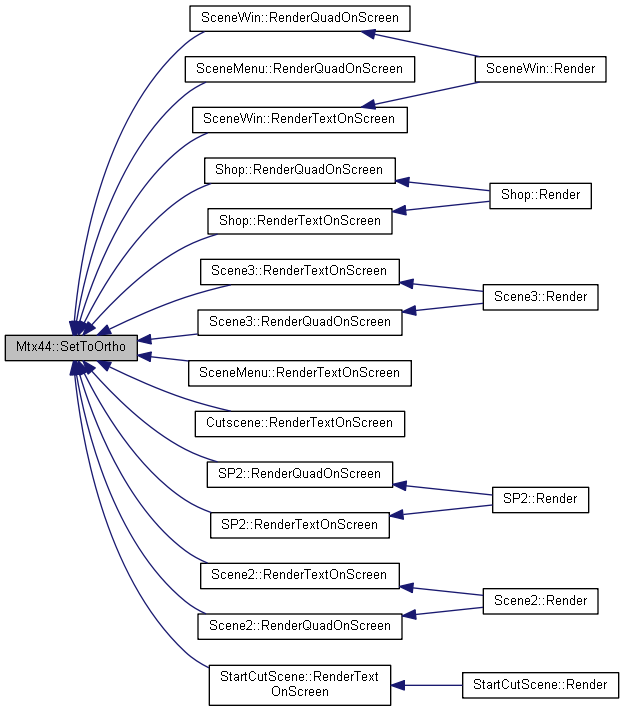 SceneWin::RenderQuadOnScreen
SceneWin::Render
SceneMenu::RenderQuadOnScreen
SceneWin::RenderTextOnScreen
Shop::RenderQuadOnScreen
Shop::Render
Shop::RenderTextOnScreen
Scene3::RenderTextOnScreen
Scene3::Render
Scene3::RenderQuadOnScreen
Mtx44::SetToOrtho
SceneMenu::RenderTextOnScreen
Cutscene::RenderTextOnScreen
SP2::RenderQuadOnScreen
SP2::Render
SP2::RenderTextOnScreen
Scene2::RenderTextOnScreen
Scene2::Render
Scene2::RenderQuadOnScreen
StartCutScene::RenderText
OnScreen
StartCutScene::Render